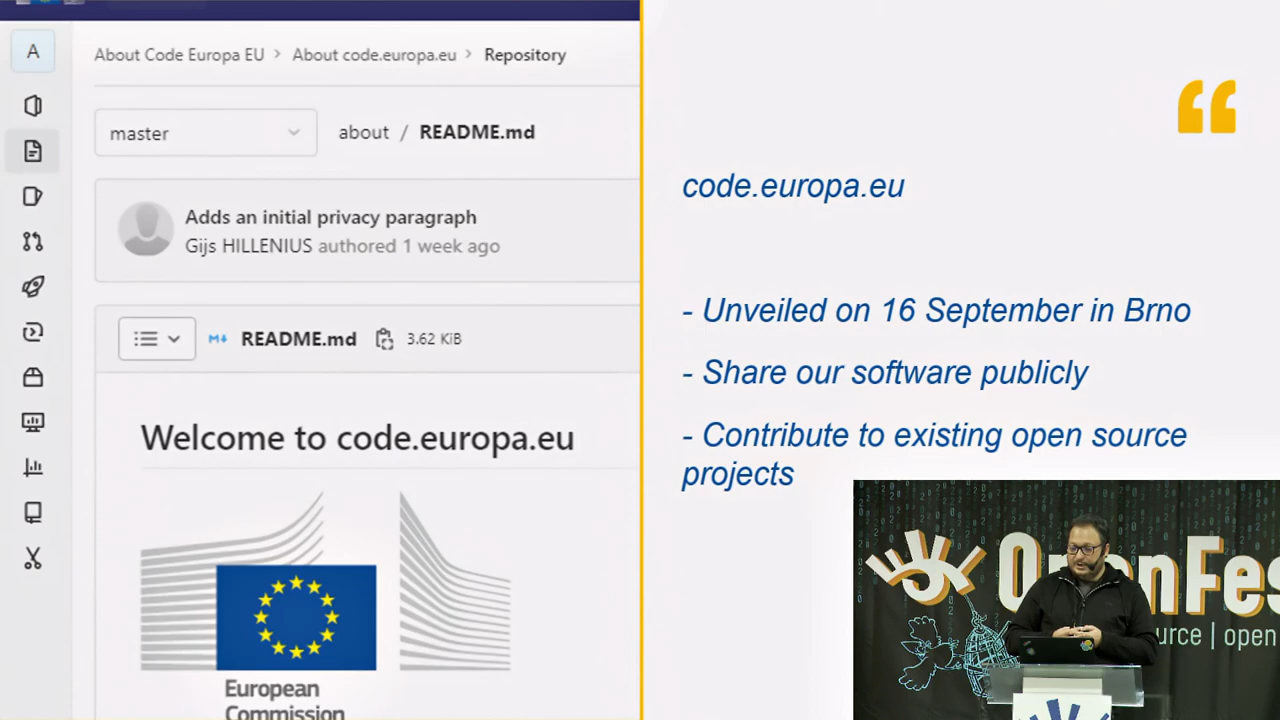 A
About Code Europa EU > About code.europa.eu > Repository
master
about / README.md
Adds an initial privacy paragraph
Gijs HILLENIUS authored 1 week ago
README.md 3.62 KiB
Welcome to code.europa.eu
European
Commission
“
code.europa.eu
- Unveiled on 16 September in Brno
- Share our software publicly
- Contribute to existing open source
projects
OpenFes
urce | open